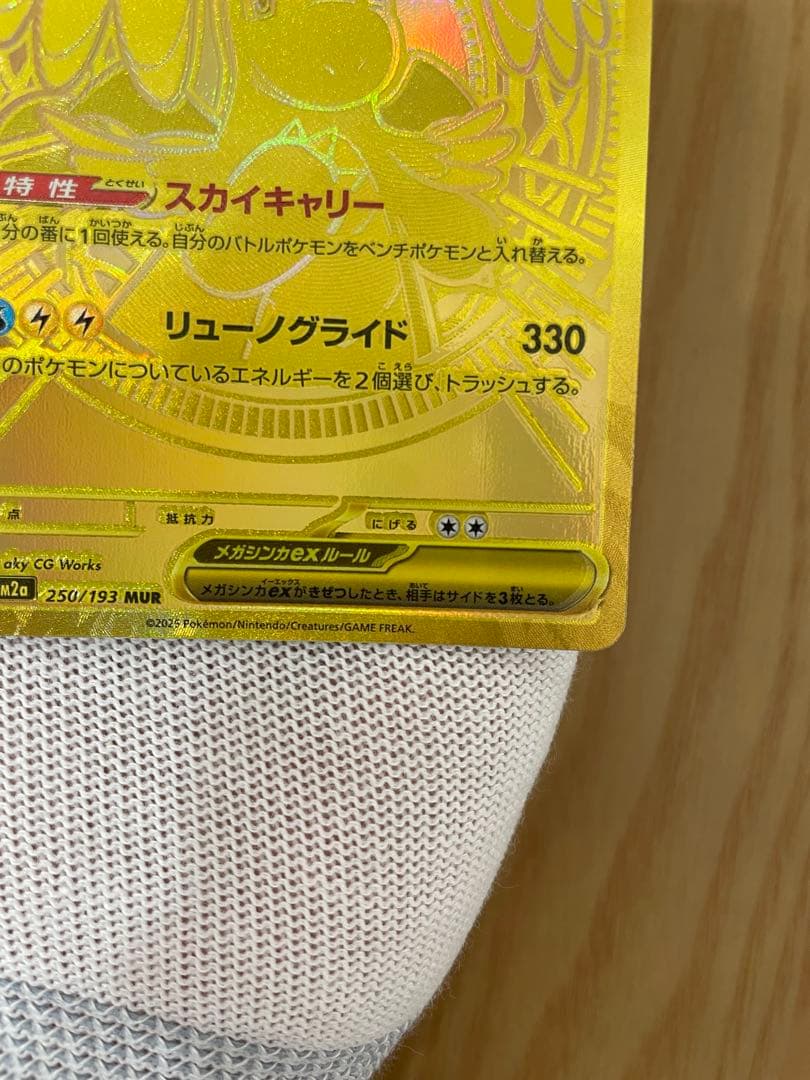 特性 とくせい スカイキャリー
分の番に1回使える。自分のバトルポケモンをベンチポケモンと入れ替える。
リューノグライド 330
のポケモンについているエネルギーを2個選び、トラッシュする。
点 抵抗力 にげる
メガシンカexルール
aky CG Works
メガシンカexがきぜつしたとき、相手はサイドを3枚とる。
M2a 250/193 MUR
©2025 Pokémon/Nintendo/Creatures/GAME FREAK.